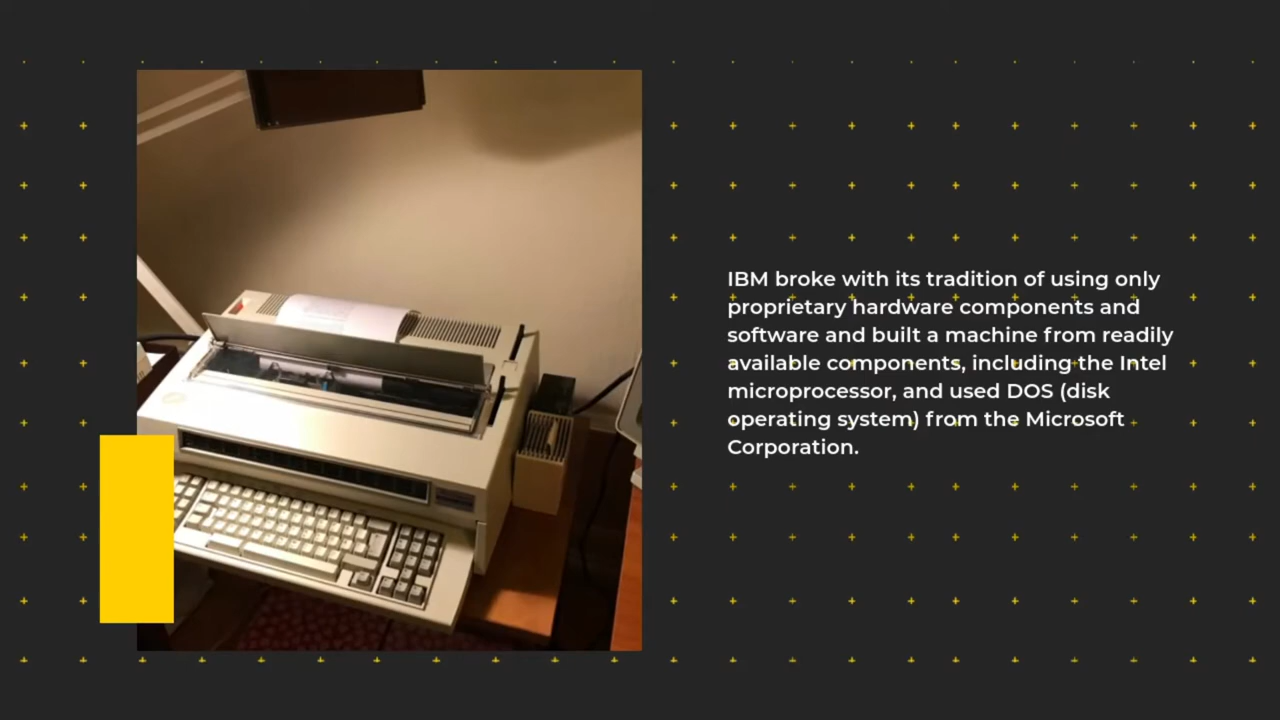 IBM broke with its tradition of using only
proprietary hardware components and
software and built a machine from readily
available components, including the Intel
microprocessor, and used DOS (disk
operating system) from the Microsoft
Corporation.